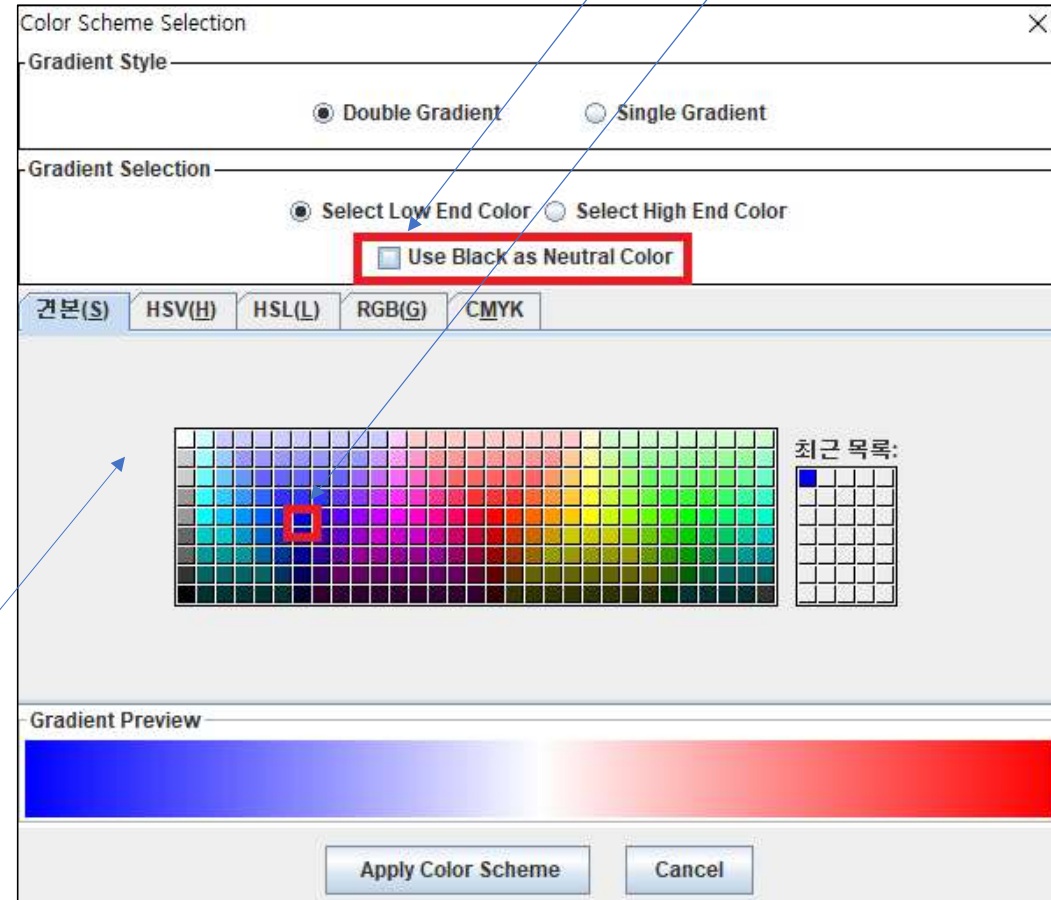 Color Scheme Selection
Gradient Style
Double Gradient Single Gradient
Gradient Selection
Select Low End Color Select High End Color
Use Black as Neutral Color
견본(S) HSV(H) HSL(L) RGB(G) CMYK
최근 목록:
Gradient Preview
Apply Color Scheme Cancel